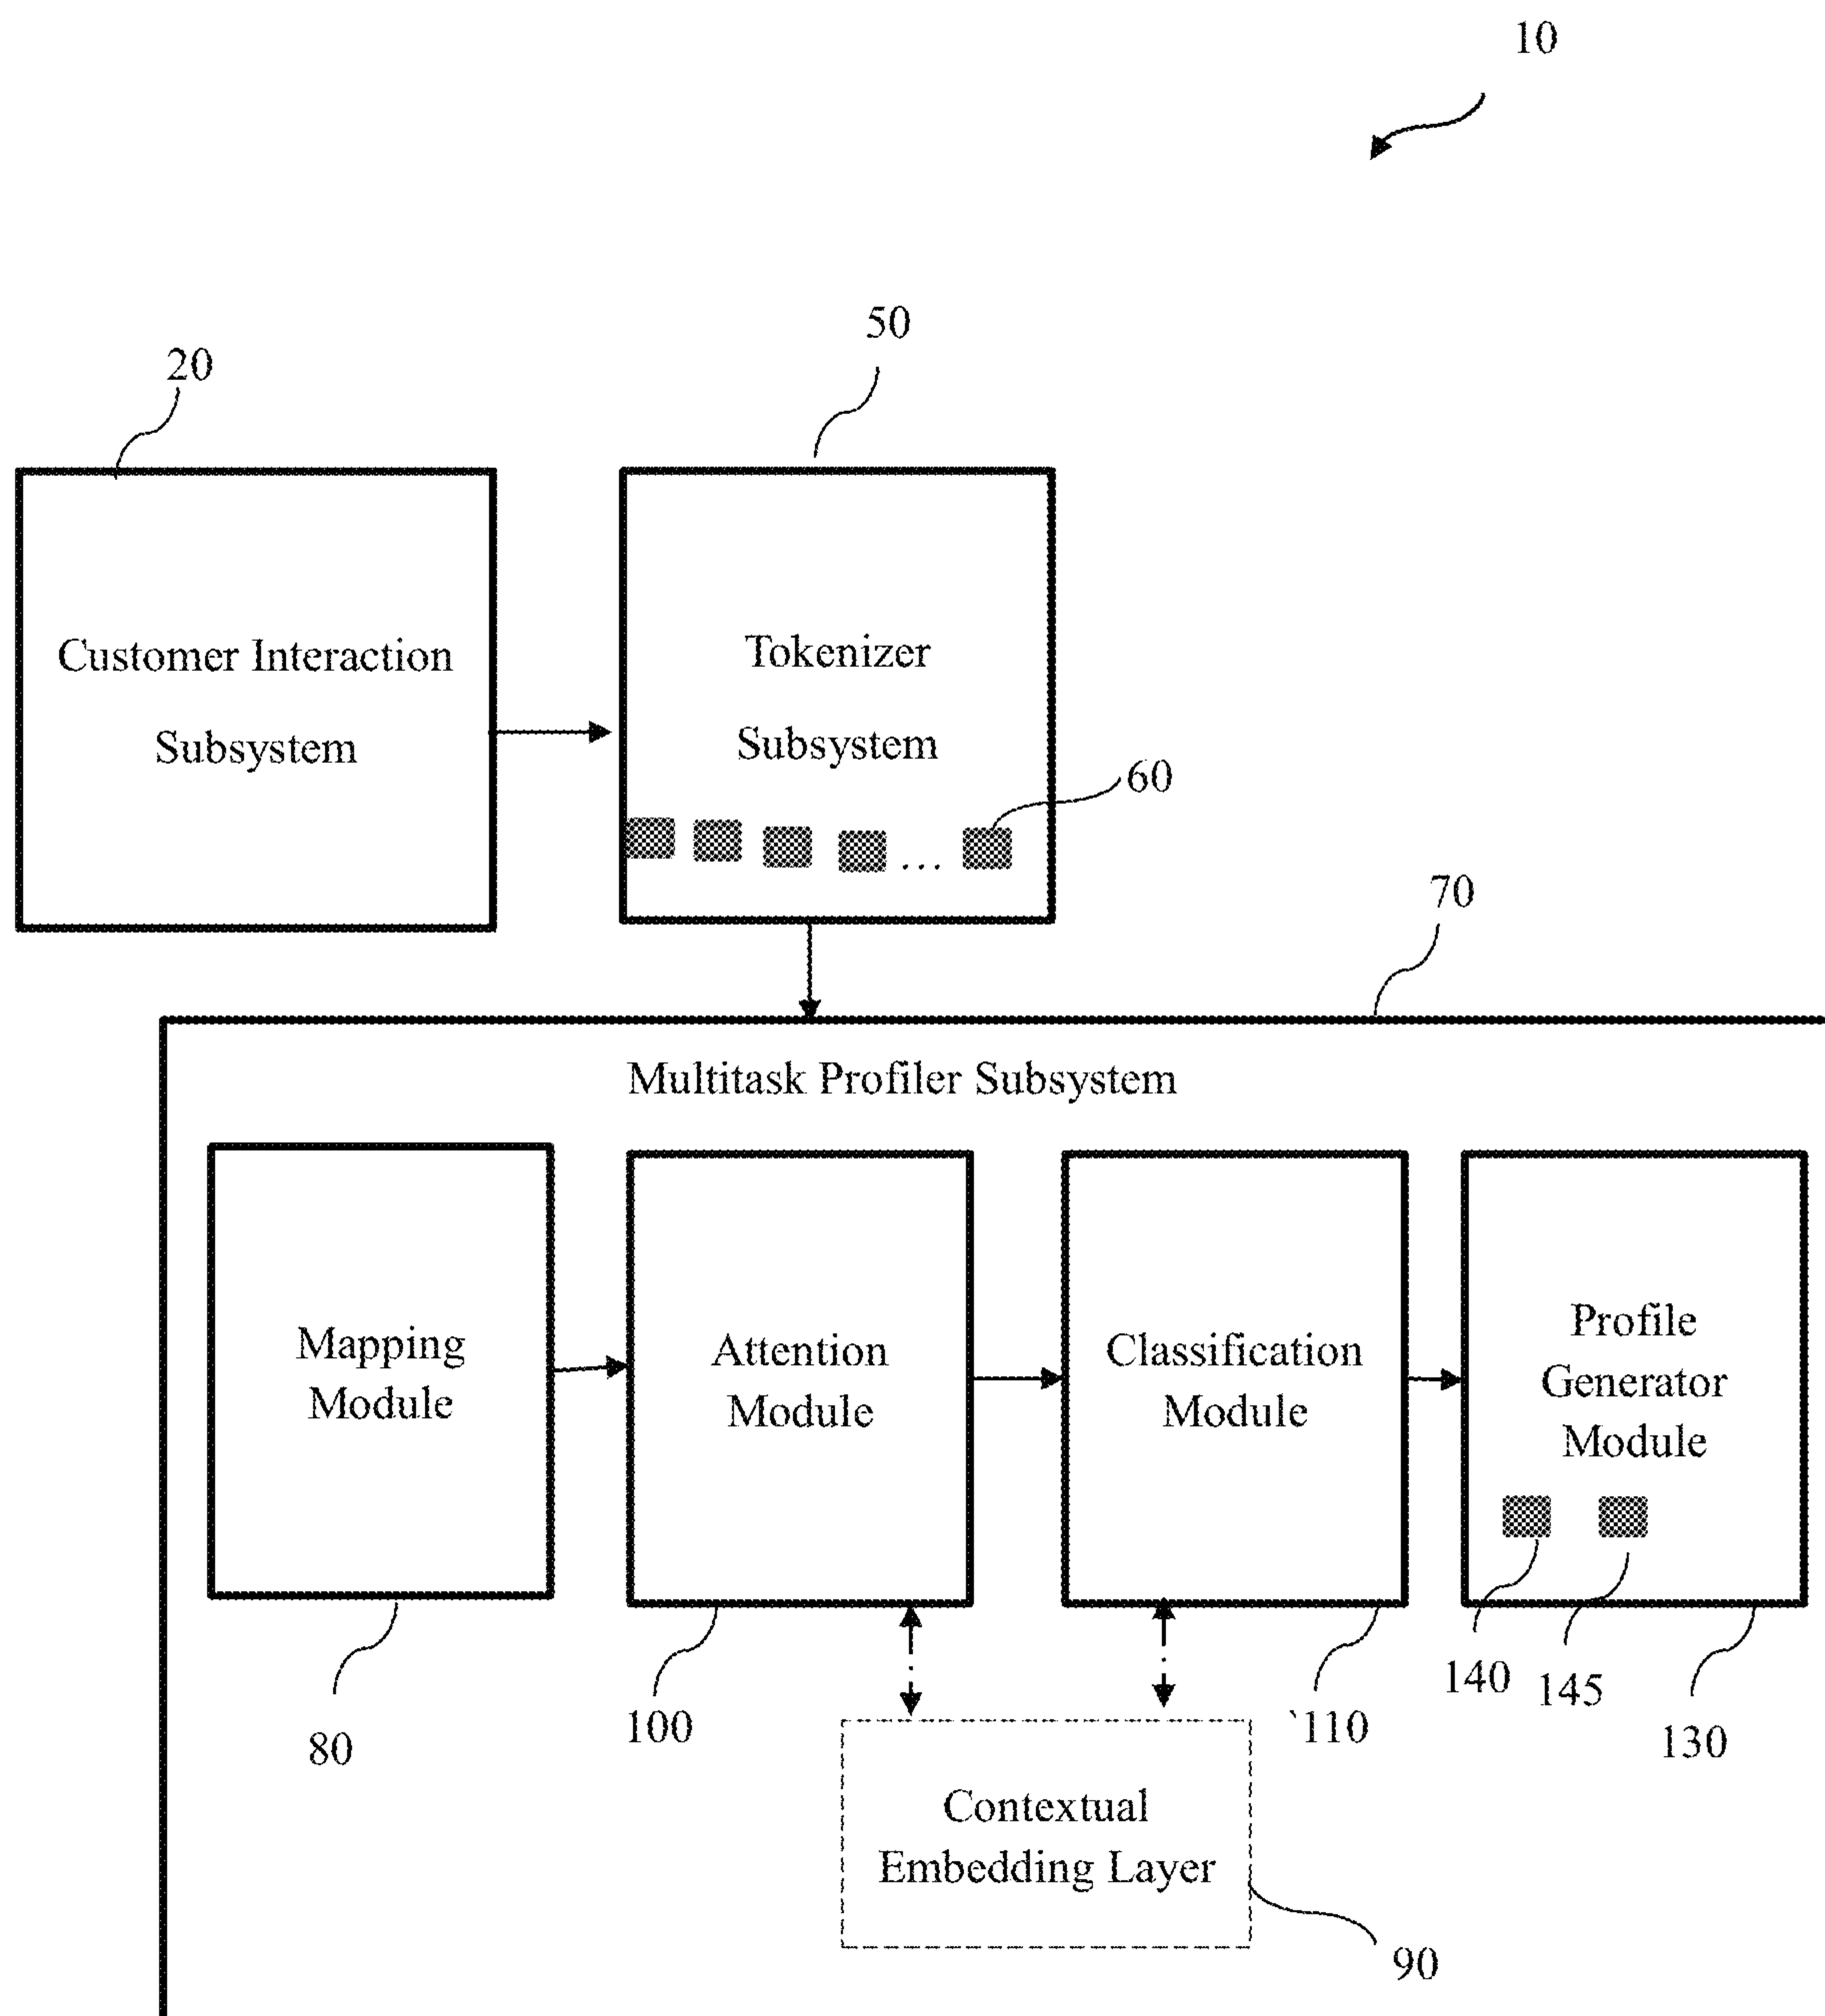 10
50
20
Customer Interaction
Subsystem
Tokenizer
Subsystem
60
...
70
Multitask Profiler Subsystem
Mapping
Module
Attention
Module
Classification
Module
Profile
Generator
Module
80
100
`110
140
145
130
Contextual
Embedding Layer
90